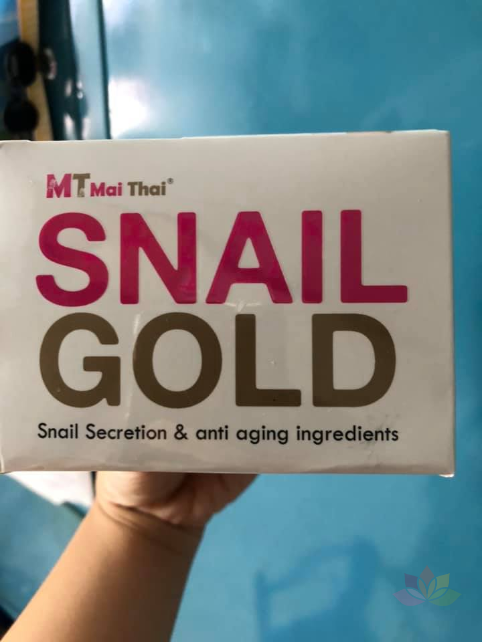 MT Mai Thai®
SNAIL
GOLD
Snail Secretion & anti aging ingredients